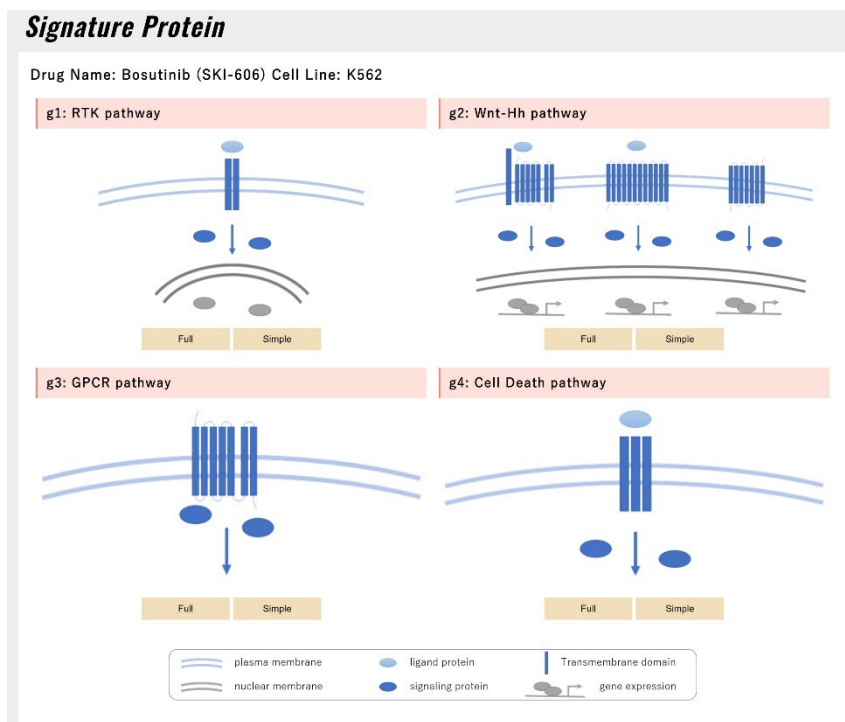 Signature Protein
Drug Name: Bosutinib (SKI-606) Cell Line: K562
g1: RTK pathway
g2: Wnt-Hh pathway
Full
Simple
Full
Simple
g3: GPCR pathway
g4: Cell Death pathway
Full
Simple
Full
Simple
plasma membrane
ligand protein
Transmembrane domain
nuclear membrane
signaling protein
gene expression